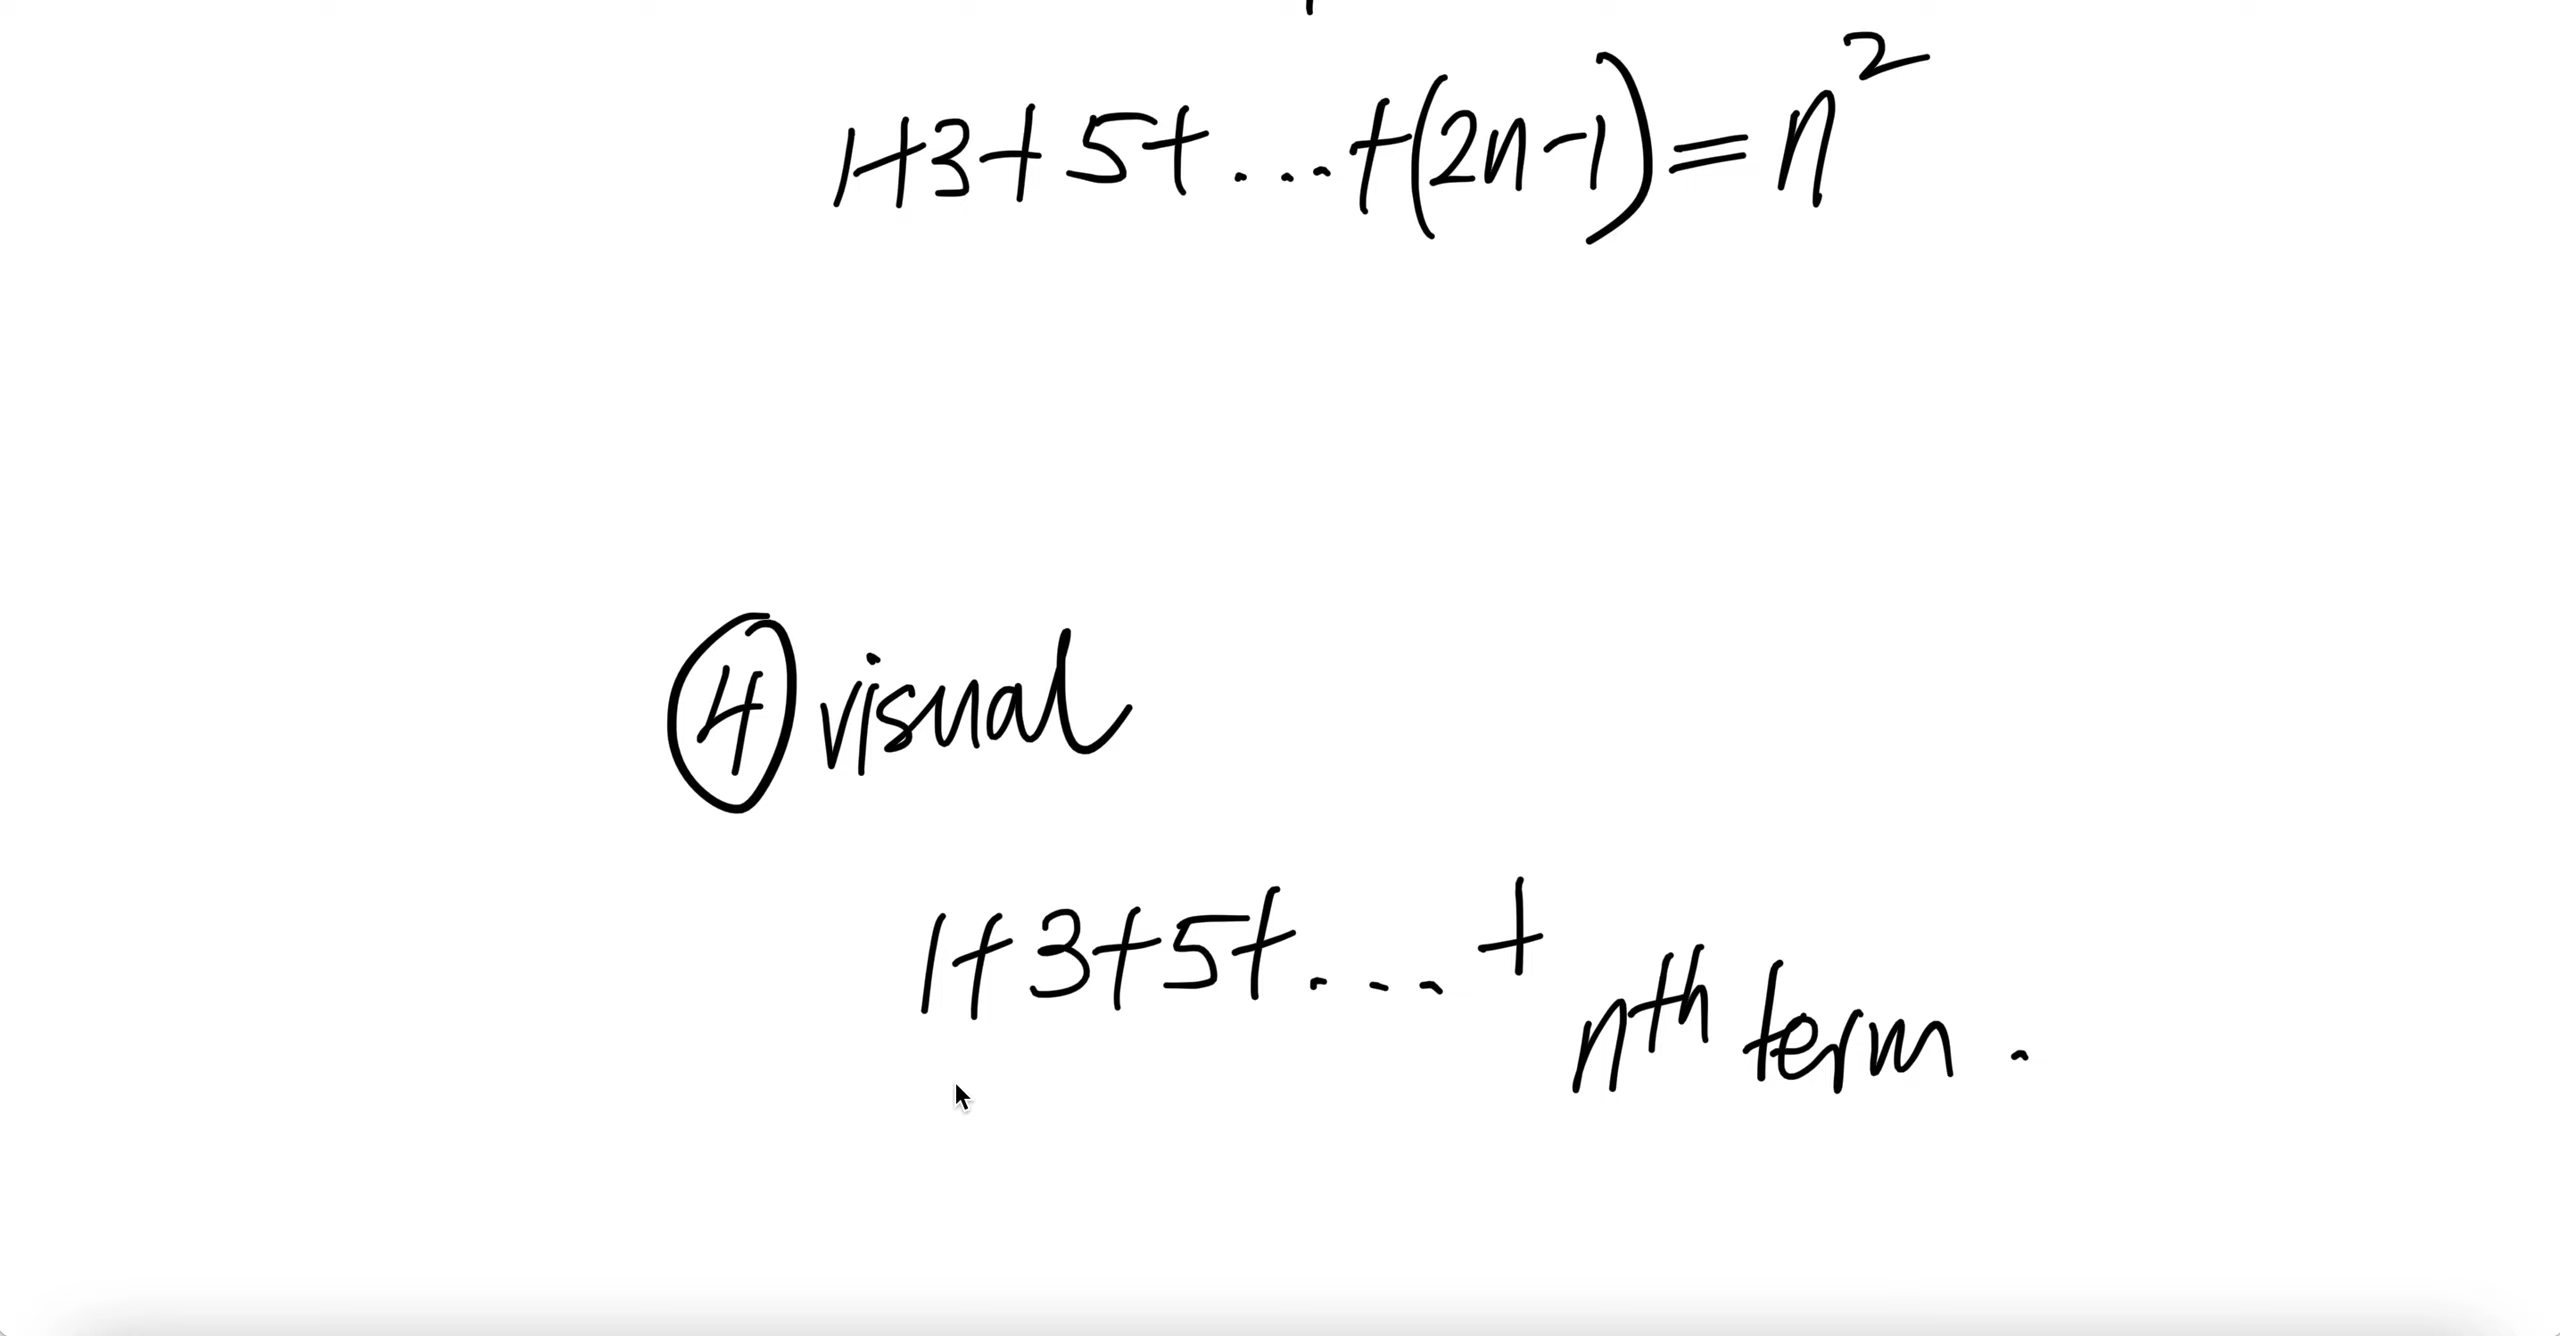 1+3+5+...+(2n-1)=n²
④ visual
1+3+5+....+ nth term.